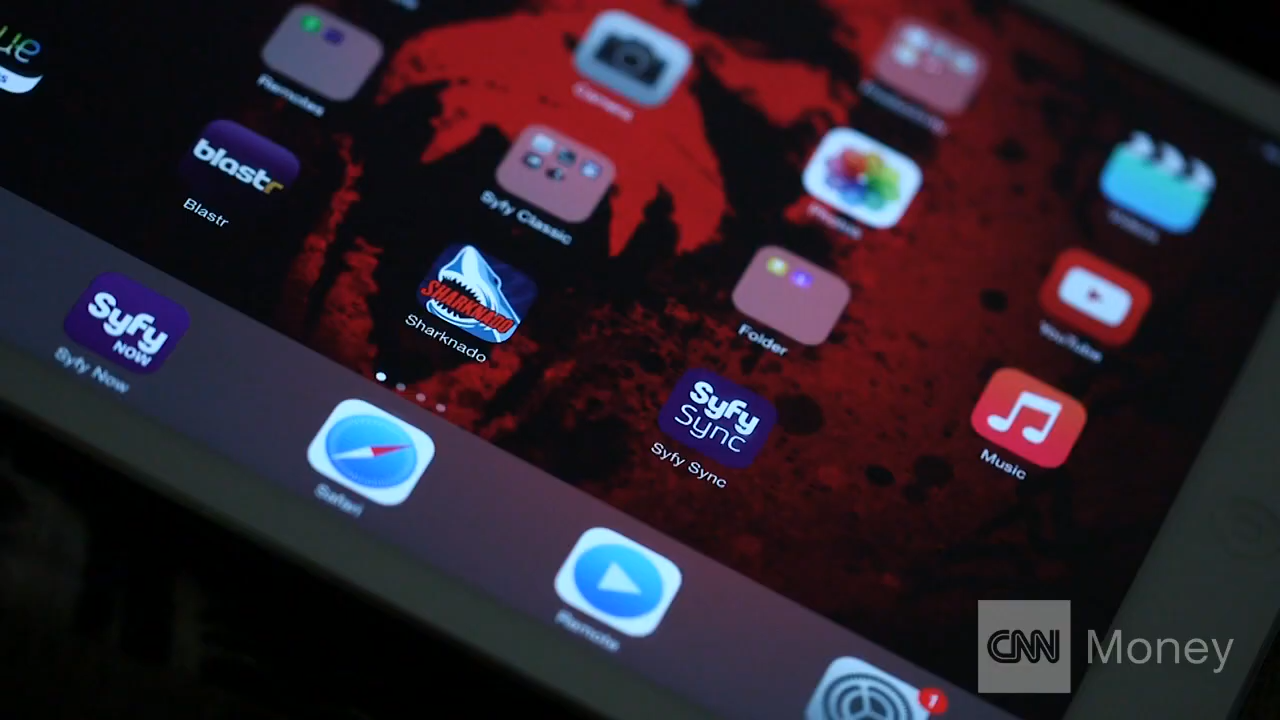 Remotes
Camera
blastr
Blastr
Syfy Classic
Photos
Videos
SHARKNADO
Sharknado
Folder
YouTube
Syfy
NOW
Syfy Now
Syfy
Sync
Syfy Sync
Music
Safari
Remote
1
CNN Money